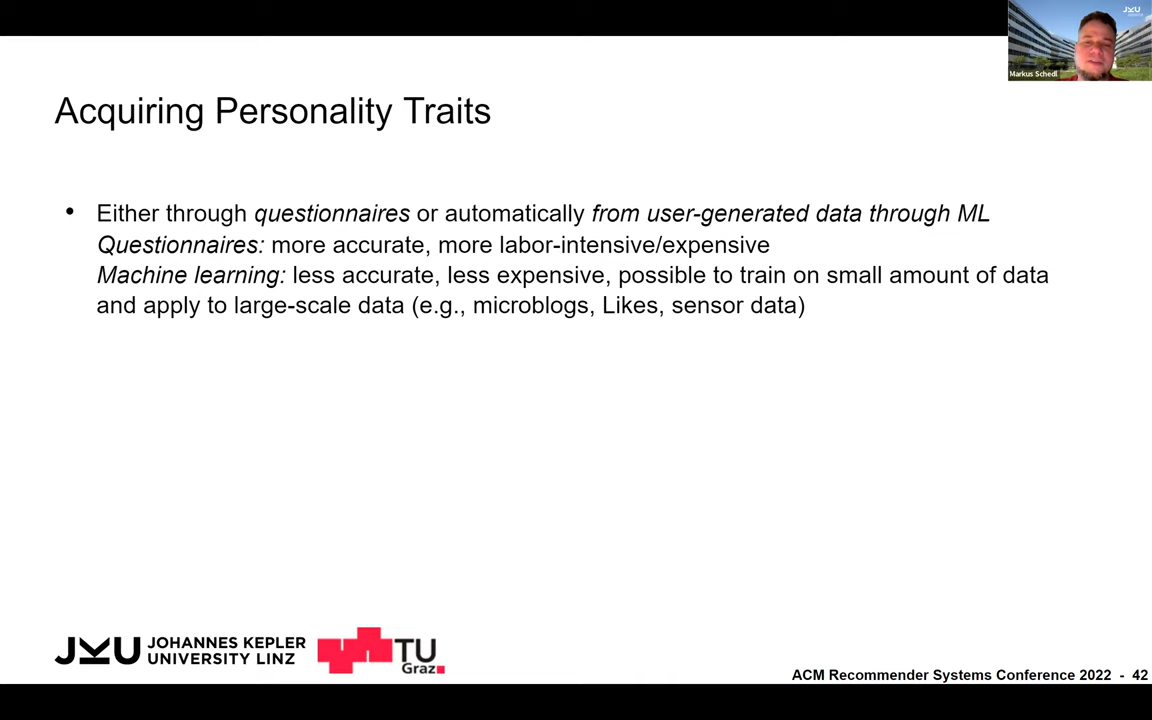 JKU
Markus Schedl
Acquiring Personality Traits
• Either through questionnaires or automatically from user-generated data through ML
Questionnaires: more accurate, more labor-intensive/expensive
Machine learning: less accurate, less expensive, possible to train on small amount of data
and apply to large-scale data (e.g., microblogs, Likes, sensor data)
JKU JOHANNES KEPLER
UNIVERSITY LINZ
TU
Graz
ACM Recommender Systems Conference 2022 - 42